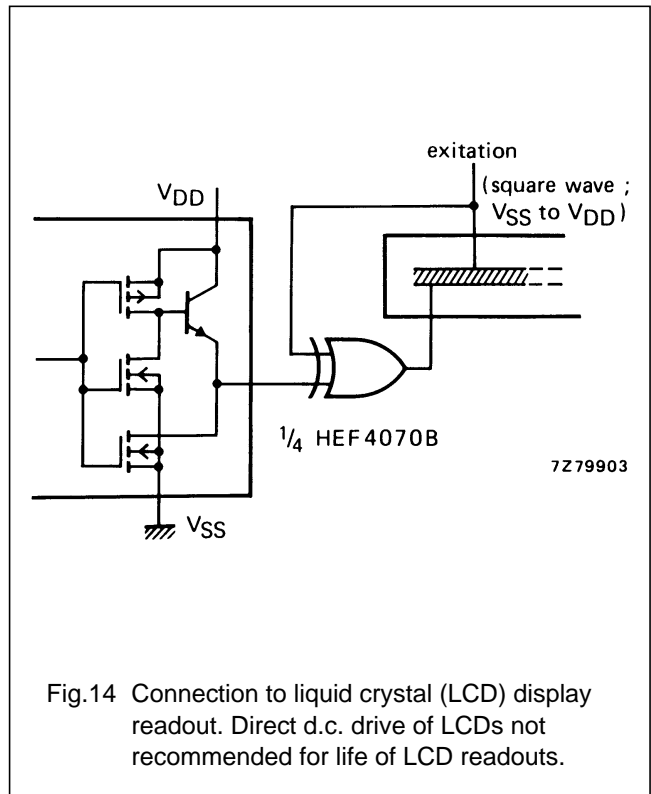 exitation
(square wave ;
VSS to VDD)
VDD
1/4 HEF4070B
7Z79903
VSS
Fig.14 Connection to liquid crystal (LCD) display
readout. Direct d.c. drive of LCDs not
recommended for life of LCD readouts.